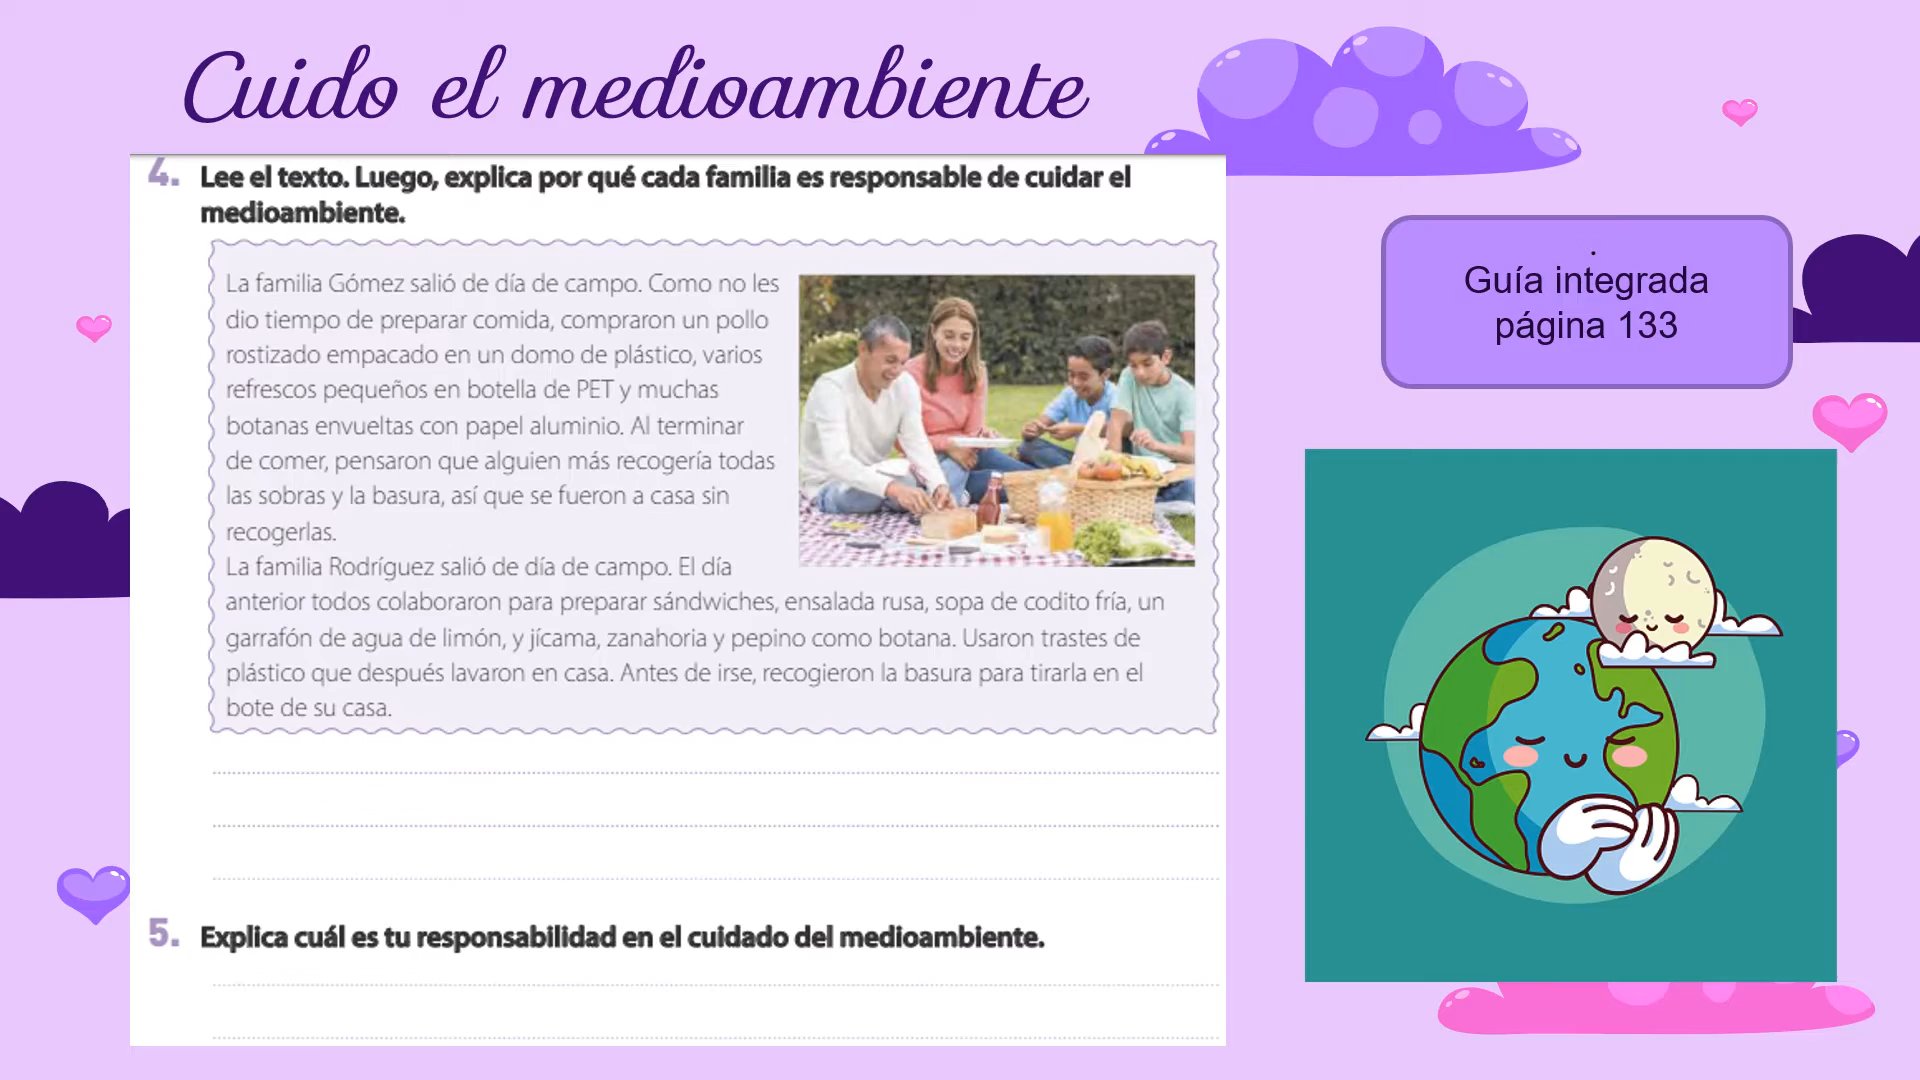 Cuido el medioambiente
4. Lee el texto. Luego, explica por qué cada familia es responsable de cuidar el
medioambiente.
La familia Gómez salió de día de campo. Como no les
dio tiempo de preparar comida, compraron un pollo
rostizado empacado en un domo de plástico, varios
refrescos pequeños en botella de PET y muchas
botanas envueltas con papel aluminio. Al terminar
de comer, pensaron que alguien más recogería todas
las sobras y la basura, así que se fueron a casa sin
recogerlas.
La familia Rodríguez salió de día de campo. El día
anterior todos colaboraron para preparar sándwiches, ensalada rusa, sopa de codito fría, un
garrafón de agua de limón, y jícama, zanahoria y pepino como botana. Usaron trastes de
plástico que después lavaron en casa. Antes de irse, recogieron la basura para tirarla en el
bote de su casa.
5. Explica cuál es tu responsabilidad en el cuidado del medioambiente.
.
Guía integrada
página 133